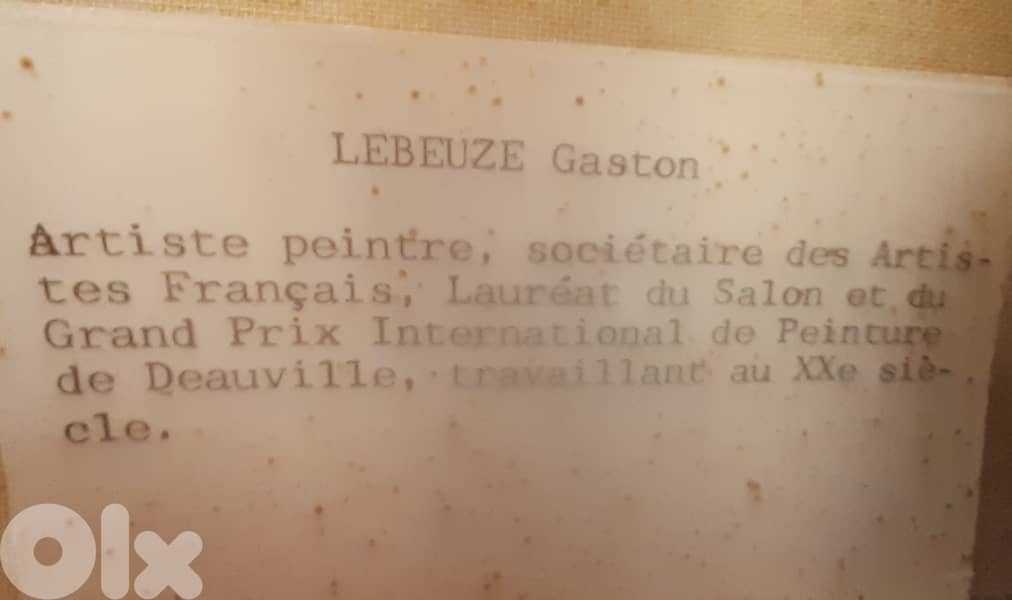 LEBEUZE Gaston
Artiste peintre, sociétaire des Artis-
tes Français, Lauréat du Salon et du
Grand Prix International de Peinture
de Deauville, travaillant au XXe siè-
cle.
Olx